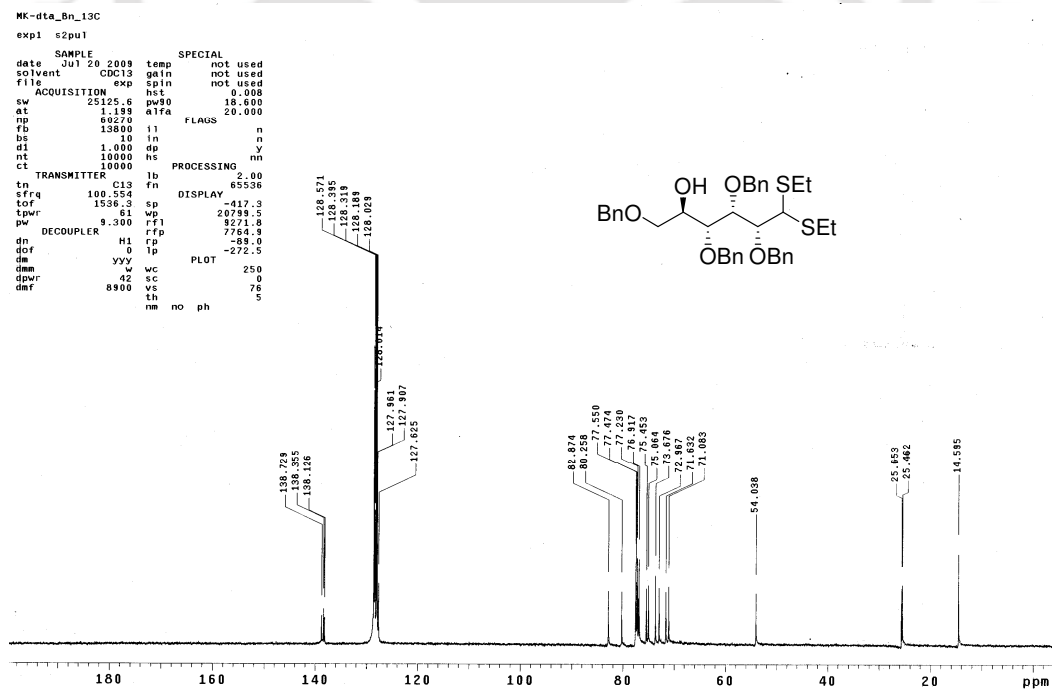 MK-dta_Bn_13C
exp1 s2pul
SAMPLE SPECIAL
date Jul 20 2009 temp not used
solvent CDCl3 gain not used
file exp spin not used
ACQUISITION hst 0.008
sw 25125.6 pw90 18.600
at 1.199 alfa 20.000
np 60270 FLAGS
fb 13800 il n
bs 10 in n
d1 1.000 dp y
nt 10000 hs nn
ct 10000 PROCESSING
TRANSMITTER lb 2.00
tn C13 fn 65536
sfrq 100.554 DISPLAY
tof 1536.3 sp -417.3
tpwr 61 wp 20799.5
pw 9.300 rfl 9271.8
DECOUPLER rfp 7764.9
dn H1 rp -89.0
dof 0 lp -272.5
dm yyy PLOT
dmm w wc 250
dpwr 42 sc 0
dmf 8900 vs 76
th 5
nm no ph
128.571
128.395
128.319
128.189
128.029
128.014
127.961
127.907
127.625
138.729
138.355
138.126
82.874
80.258
77.550
77.474
77.230
76.917
75.453
75.064
73.676
72.967
71.632
71.083
54.038
25.653
25.462
14.595
OH OBn SEt
BnO SEt
OBn OBn
180 160 140 120 100 80 60 40 20 ppm